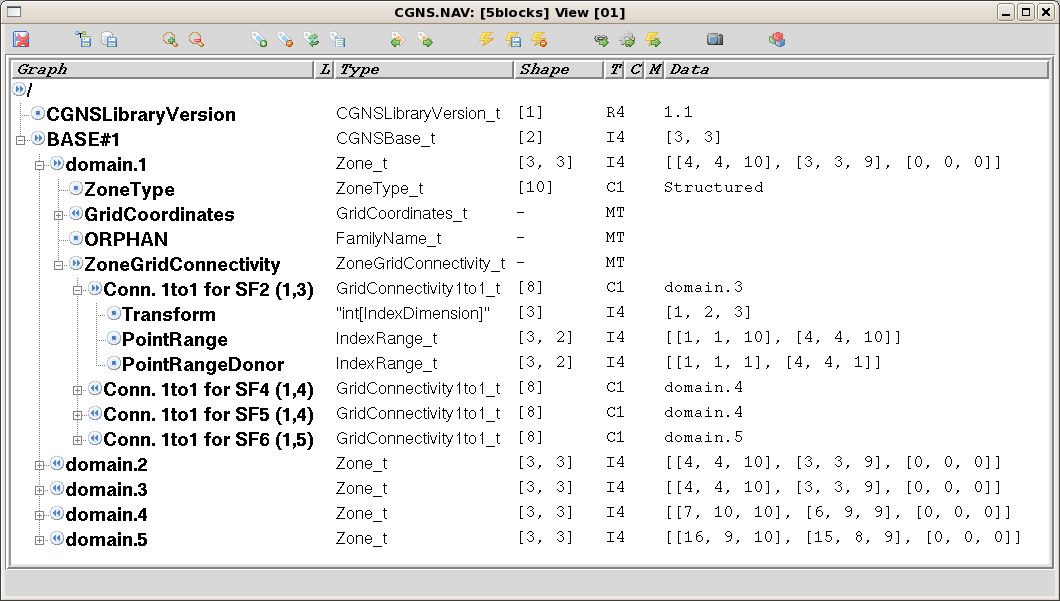 CGNS.NAV: [5blocks] View [01]
Graph L Type Shape T C M Data
/
CGNSLibraryVersion CGNSLibraryVersion_t [1] R4 1.1
BASE#1 CGNSBase_t [2] I4 [3, 3]
domain.1 Zone_t [3, 3] I4 [[4, 4, 10], [3, 3, 9], [0, 0, 0]]
ZoneType ZoneType_t [10] C1 Structured
GridCoordinates GridCoordinates_t - MT
ORPHAN FamilyName_t - MT
ZoneGridConnectivity ZoneGridConnectivity_t - MT
Conn. 1to1 for SF2 (1,3) GridConnectivity1to1_t [8] C1 domain.3
Transform "int[IndexDimension]" [3] I4 [1, 2, 3]
PointRange IndexRange_t [3, 2] I4 [[1, 1, 10], [4, 4, 10]]
PointRangeDonor IndexRange_t [3, 2] I4 [[1, 1, 1], [4, 4, 1]]
Conn. 1to1 for SF4 (1,4) GridConnectivity1to1_t [8] C1 domain.4
Conn. 1to1 for SF5 (1,4) GridConnectivity1to1_t [8] C1 domain.4
Conn. 1to1 for SF6 (1,5) GridConnectivity1to1_t [8] C1 domain.5
domain.2 Zone_t [3, 3] I4 [[4, 4, 10], [3, 3, 9], [0, 0, 0]]
domain.3 Zone_t [3, 3] I4 [[4, 4, 10], [3, 3, 9], [0, 0, 0]]
domain.4 Zone_t [3, 3] I4 [[7, 10, 10], [6, 9, 9], [0, 0, 0]]
domain.5 Zone_t [3, 3] I4 [[16, 9, 10], [15, 8, 9], [0, 0, 0]]